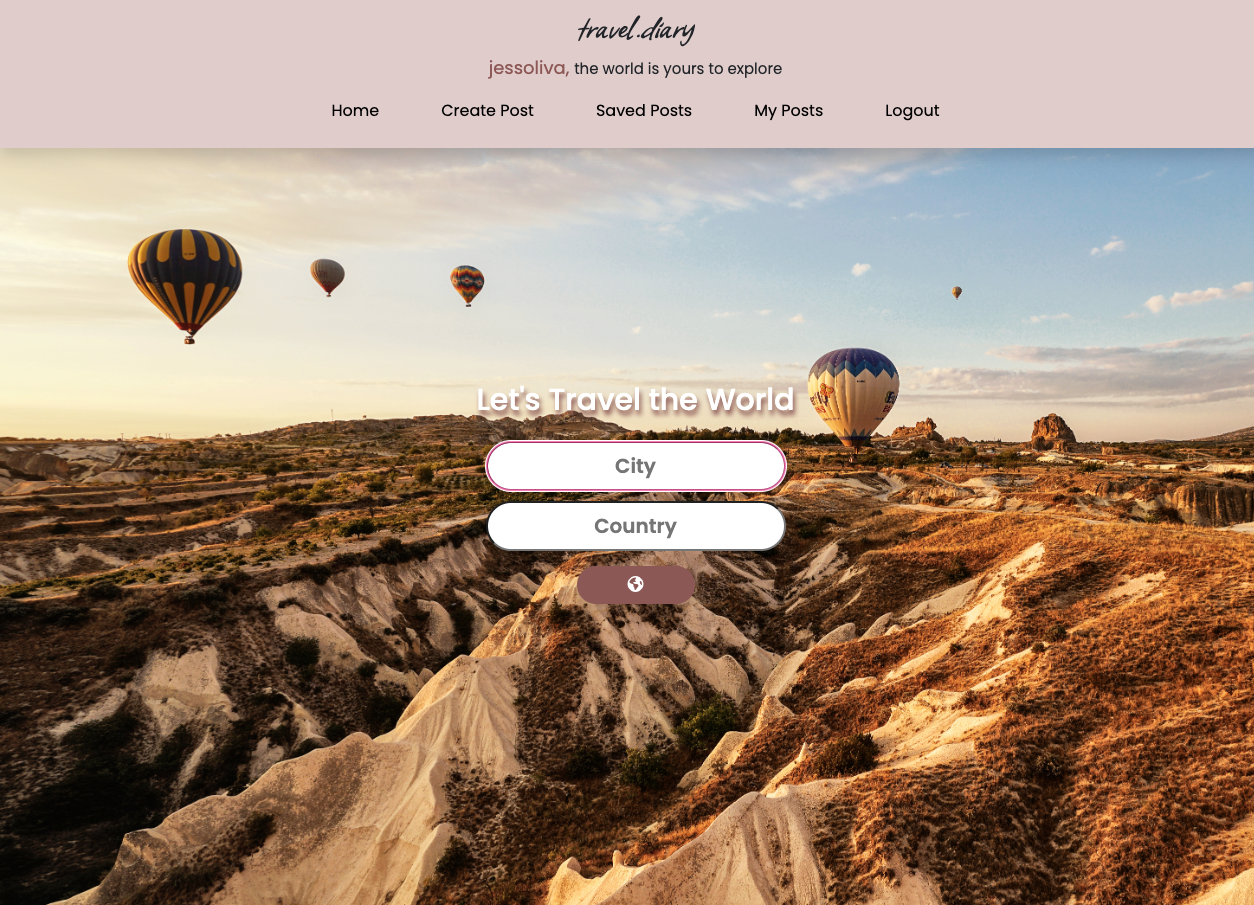 travel.diary
jessoliva, the world is yours to explore
Home Create Post Saved Posts My Posts Logout
Let's Travel the World
City
Country